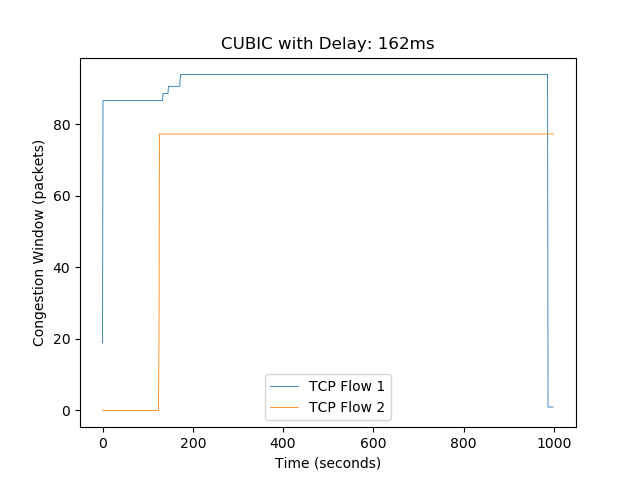 CUBIC with Delay: 162ms
Congestion Window (packets)
80
60
40
20
0
TCP Flow 1
TCP Flow 2
0 200 400 600 800 1000
Time (seconds)